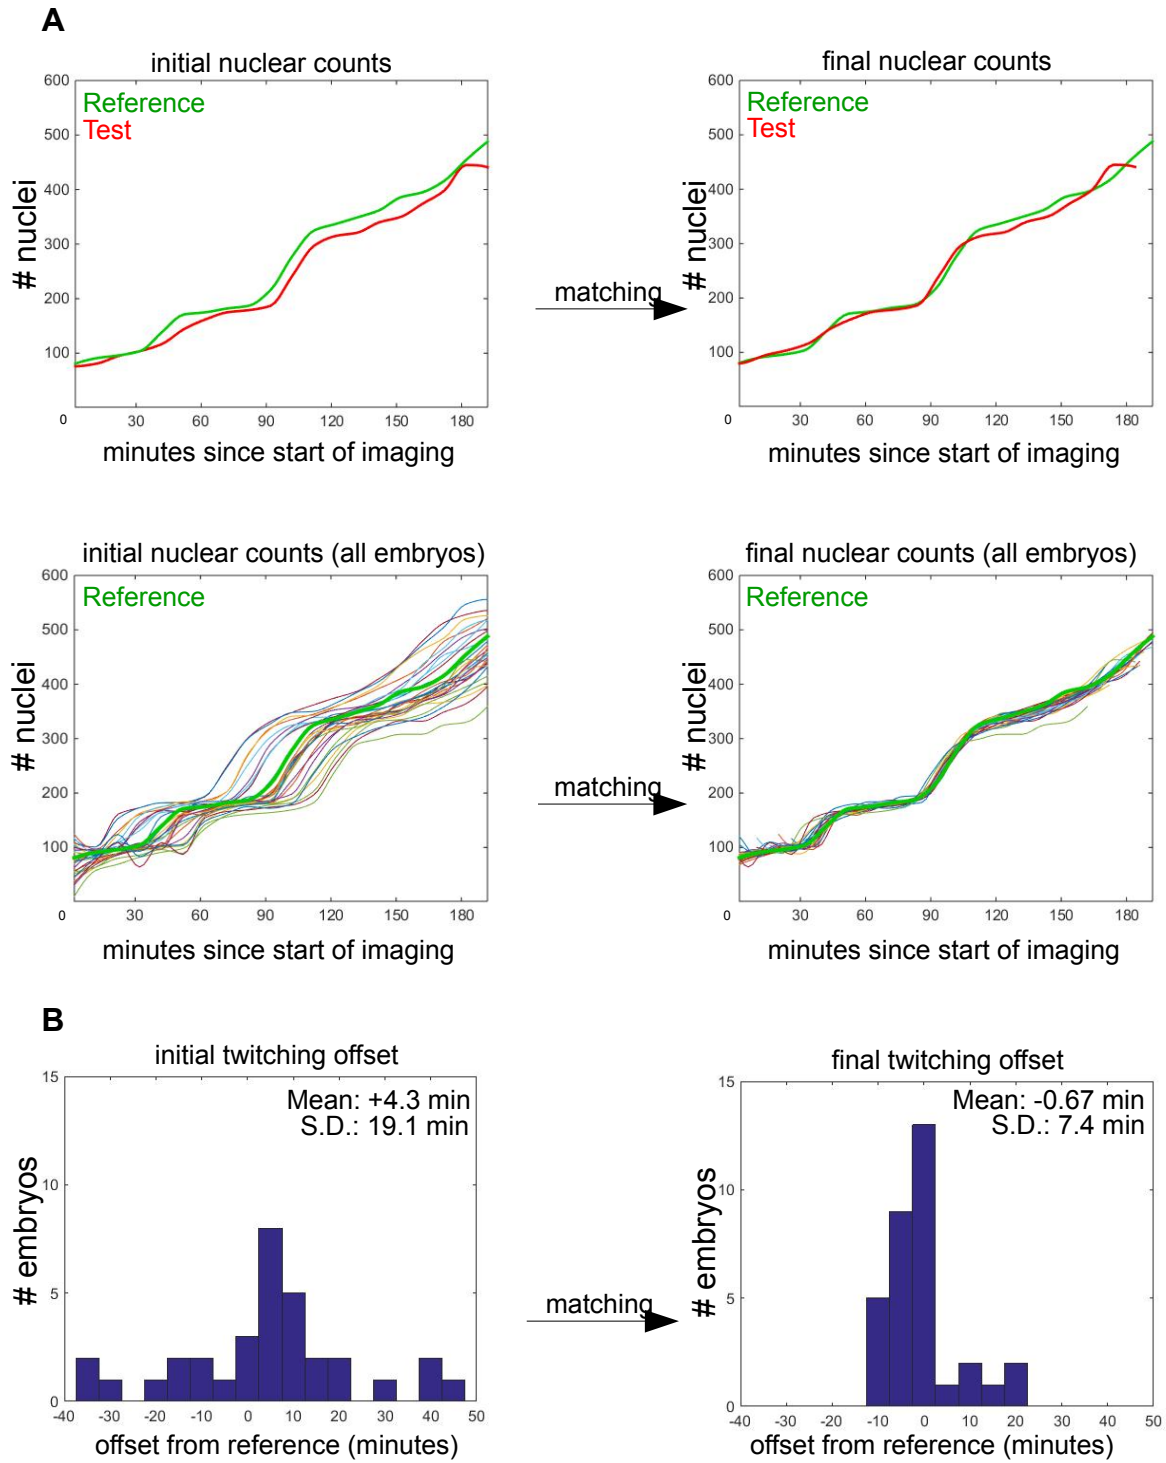 A
initial nuclear counts
600
500
400
300
200
100
0
Reference
Test
# nuclei
30 60 90 120 150 180
minutes since start of imaging
matching
final nuclear counts
600
500
400
300
200
100
0
Reference
Test
# nuclei
30 60 90 120 150 180
minutes since start of imaging
initial nuclear counts (all embryos)
600
500
400
300
200
100
0
Reference
# nuclei
30 60 90 120 150 180
minutes since start of imaging
matching
final nuclear counts (all embryos)
600
500
400
300
200
100
0
Reference
# nuclei
30 60 90 120 150 180
minutes since start of imaging
B
initial twitching offset
15
10
5
0
Mean: +4.3 min
S.D.: 19.1 min
# embryos
-40 -30 -20 -10 0 10 20 30 40 50
offset from reference (minutes)
matching
final twitching offset
15
10
5
0
Mean: -0.67 min
S.D.: 7.4 min
# embryos
-40 -30 -20 -10 0 10 20 30 40 50
offset from reference (minutes)